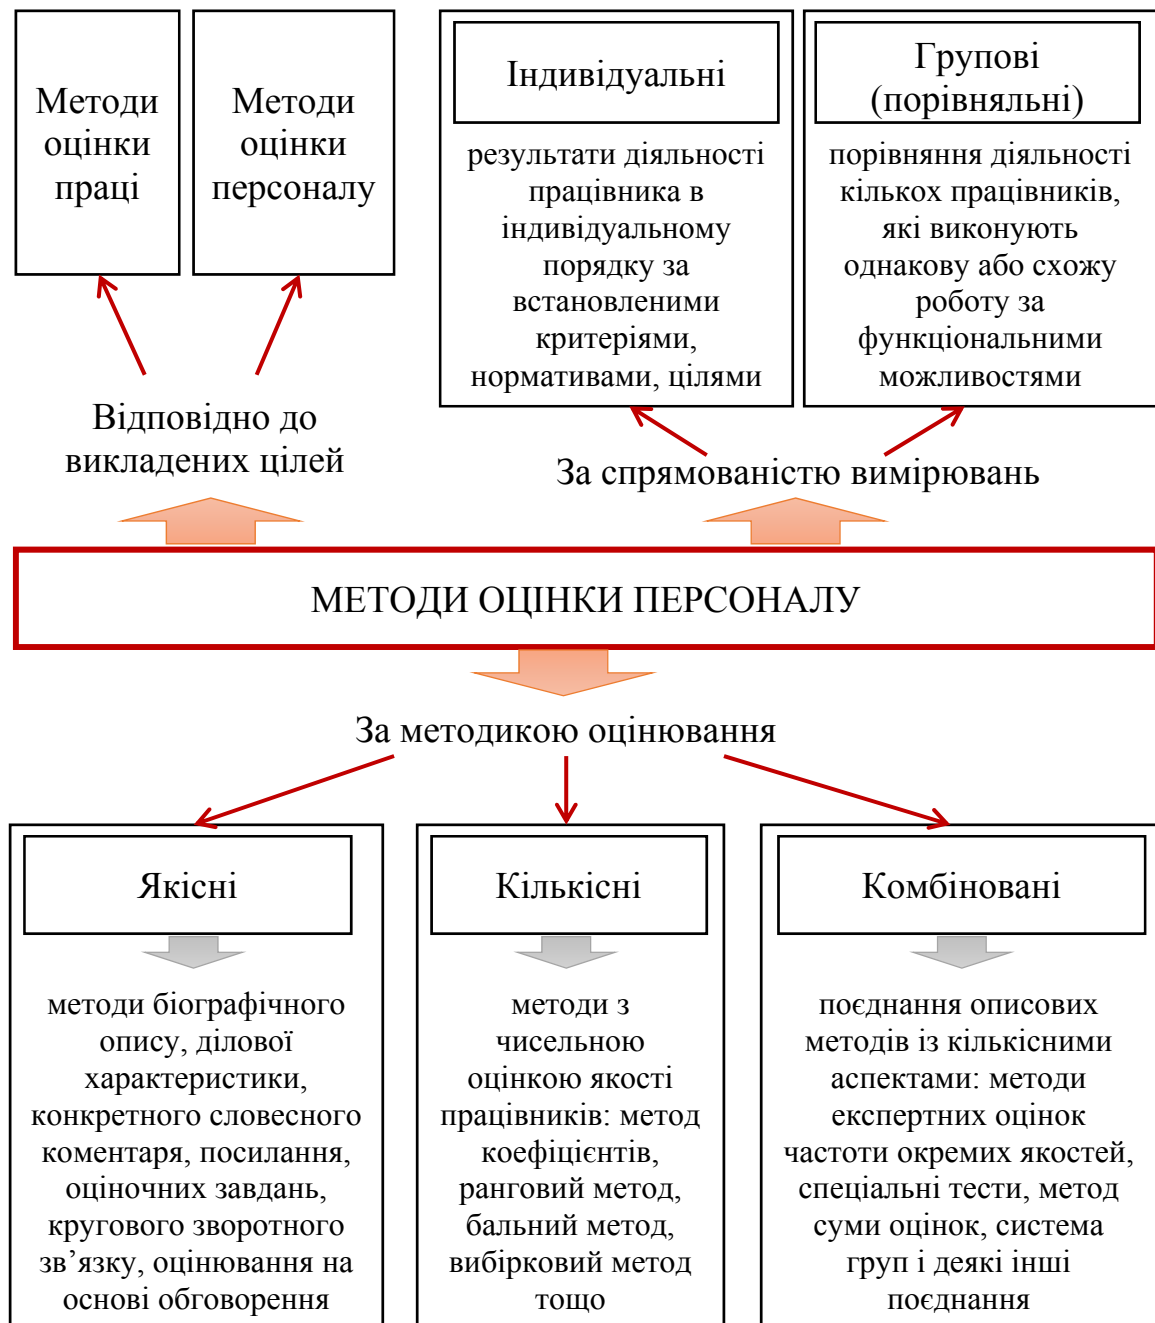 Методи
оцінки
праці
Методи
оцінки
персоналу
Індивідуальні
результати діяльності
працівника в
індивідуальному
порядку за
встановленими
критеріями,
нормативами, цілями
Групові
(порівняльні)
порівняння діяльності
кількох працівників,
які виконують
однакову або схожу
роботу за
функціональними
можливостями
Відповідно до
викладених цілей
За спрямованістю вимірювань
МЕТОДИ ОЦІНКИ ПЕРСОНАЛУ
За методикою оцінювання
Якісні
методи біографічного
опису, ділової
характеристики,
конкретного словесного
коментаря, посилання,
оціночних завдань,
кругового зворотного
зв’язку, оцінювання на
основі обговорення
Кількісні
методи з
чисельною
оцінкою якості
працівників: метод
коефіцієнтів,
ранговий метод,
бальний метод,
вибірковий метод
тощо
Комбіновані
поєднання описових
методів із кількісними
аспектами: методи
експертних оцінок
частоти окремих якостей,
спеціальні тести, метод
суми оцінок, система
груп і деякі інші
поєднання